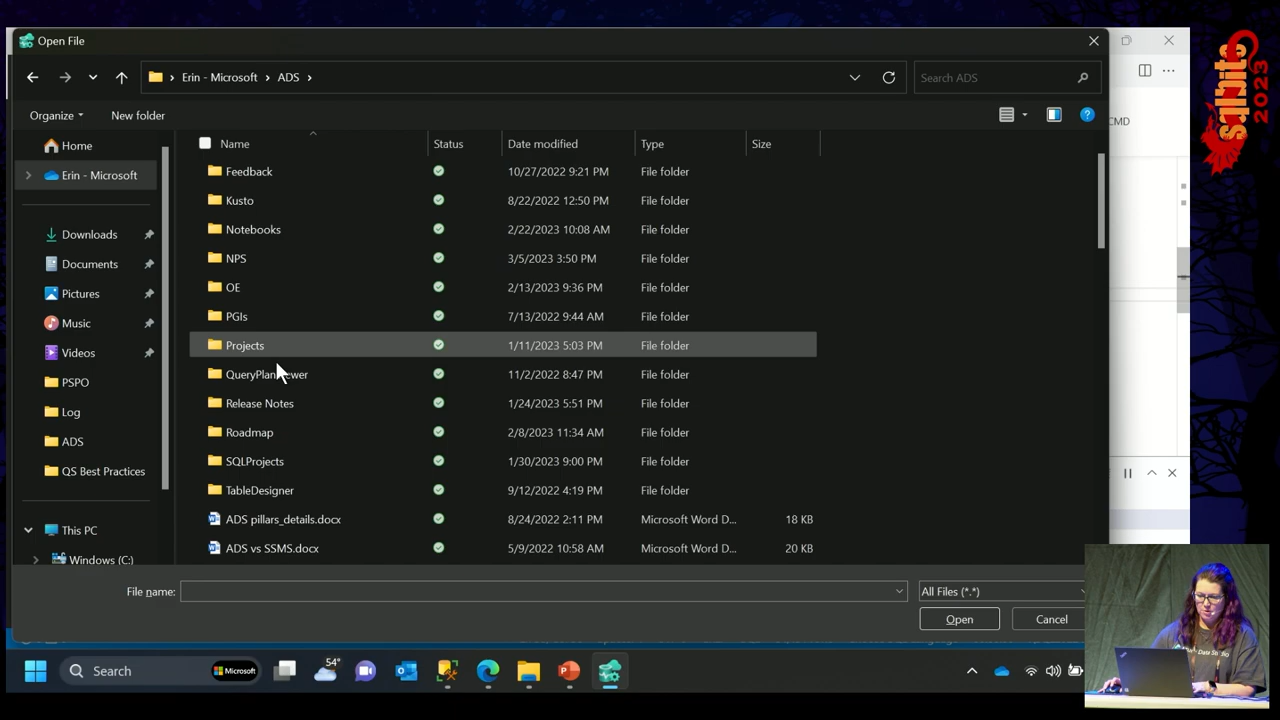 Open File
Erin - Microsoft > ADS >
Search ADS
Organize
New folder
Name Status Date modified Type Size
Home
Erin - Microsoft
Downloads
Documents
Pictures
Music
Videos
PSPO
Log
ADS
QS Best Practices
This PC
Windows (C:)
Feedback 10/27/2022 9:21 PM File folder
Kusto 8/22/2022 12:50 PM File folder
Notebooks 2/22/2023 10:08 AM File folder
NPS 3/5/2023 3:50 PM File folder
OE 2/13/2023 9:36 PM File folder
PGIs 7/13/2022 9:44 AM File folder
Projects 1/11/2023 5:03 PM File folder
11/2/2022 8:47 PM File folder
Release Notes 1/24/2023 5:51 PM File folder
Roadmap 2/8/2023 11:34 AM File folder
SQLProjects 1/30/2023 9:00 PM File folder
TableDesigner 9/12/2022 4:19 PM File folder
ADS pillars_details.docx 8/24/2022 2:11 PM Microsoft Word D... 18 KB
ADS vs SSMS.docx 5/9/2022 10:58 AM Microsoft Word D... 20 KB
File name:
All Files (*.*)
Open
Cancel
CMD
Search
Microsoft
54°
sqlbits
2023